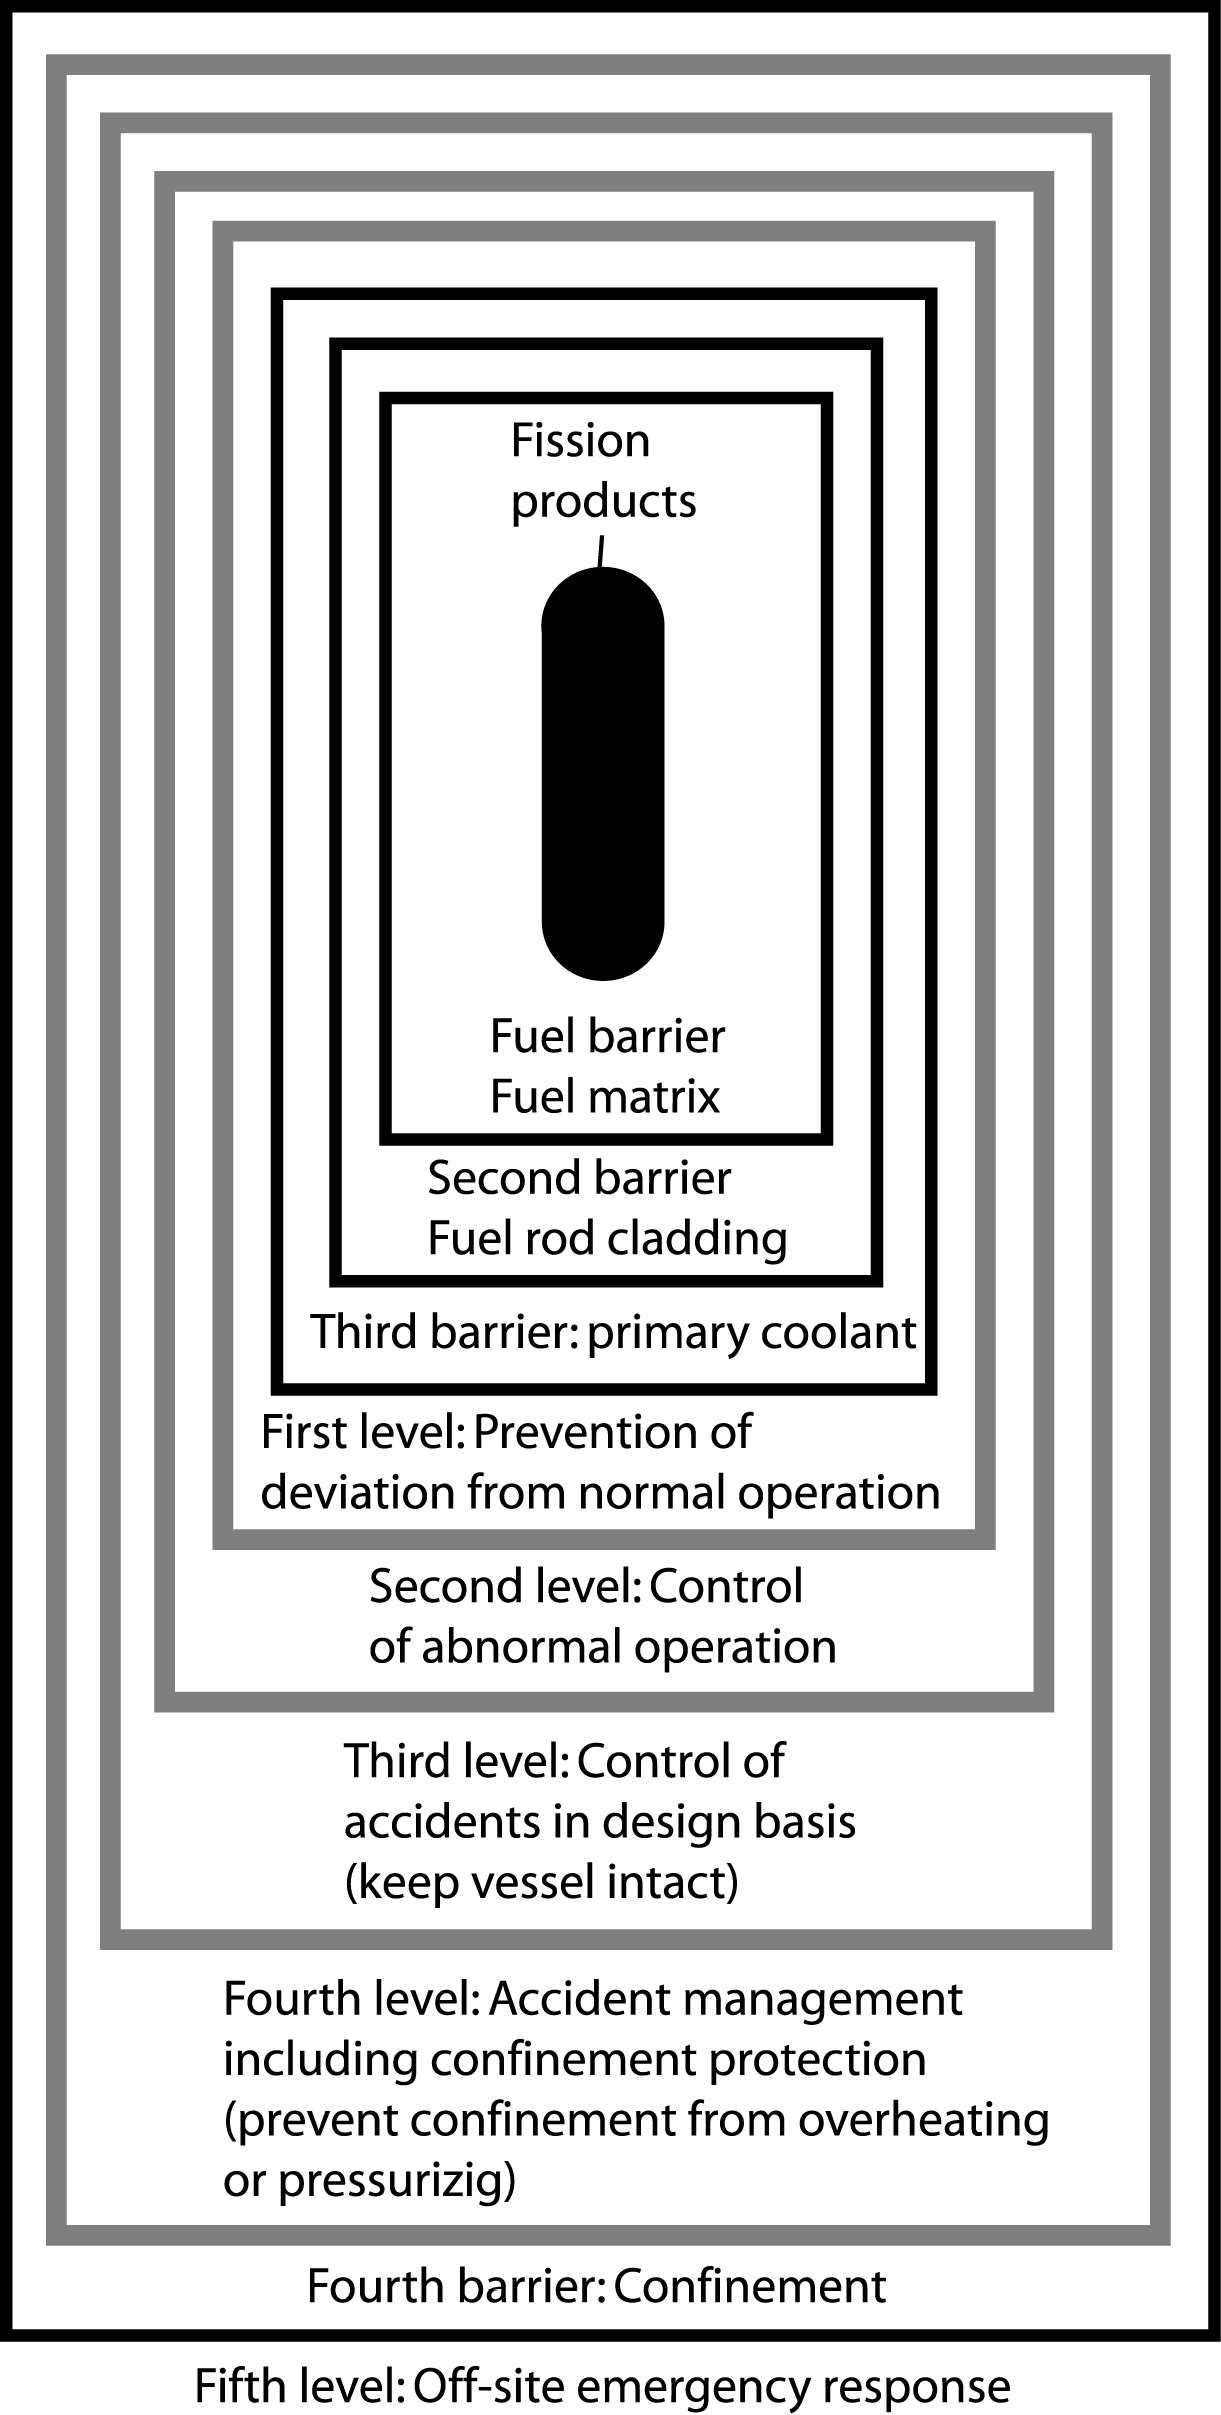 Fission
products
Fuel barrier
Fuel matrix
Second barrier
Fuel rod cladding
Third barrier: primary coolant
First level: Prevention of
deviation from normal operation
Second level: Control
of abnormal operation
Third level: Control of
accidents in design basis
(keep vessel intact)
Fourth level: Accident management
including confinement protection
(prevent confinement from overheating
or pressurizig)
Fourth barrier: Confinement
Fifth level: Off-site emergency response